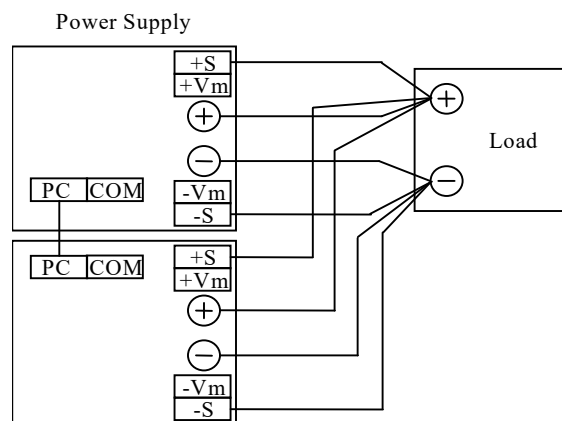 Power Supply
+S
+Vm
+
−
-Vm
-S
PC COM
Load
+
−
PC COM
+S
+Vm
+
−
-Vm
-S